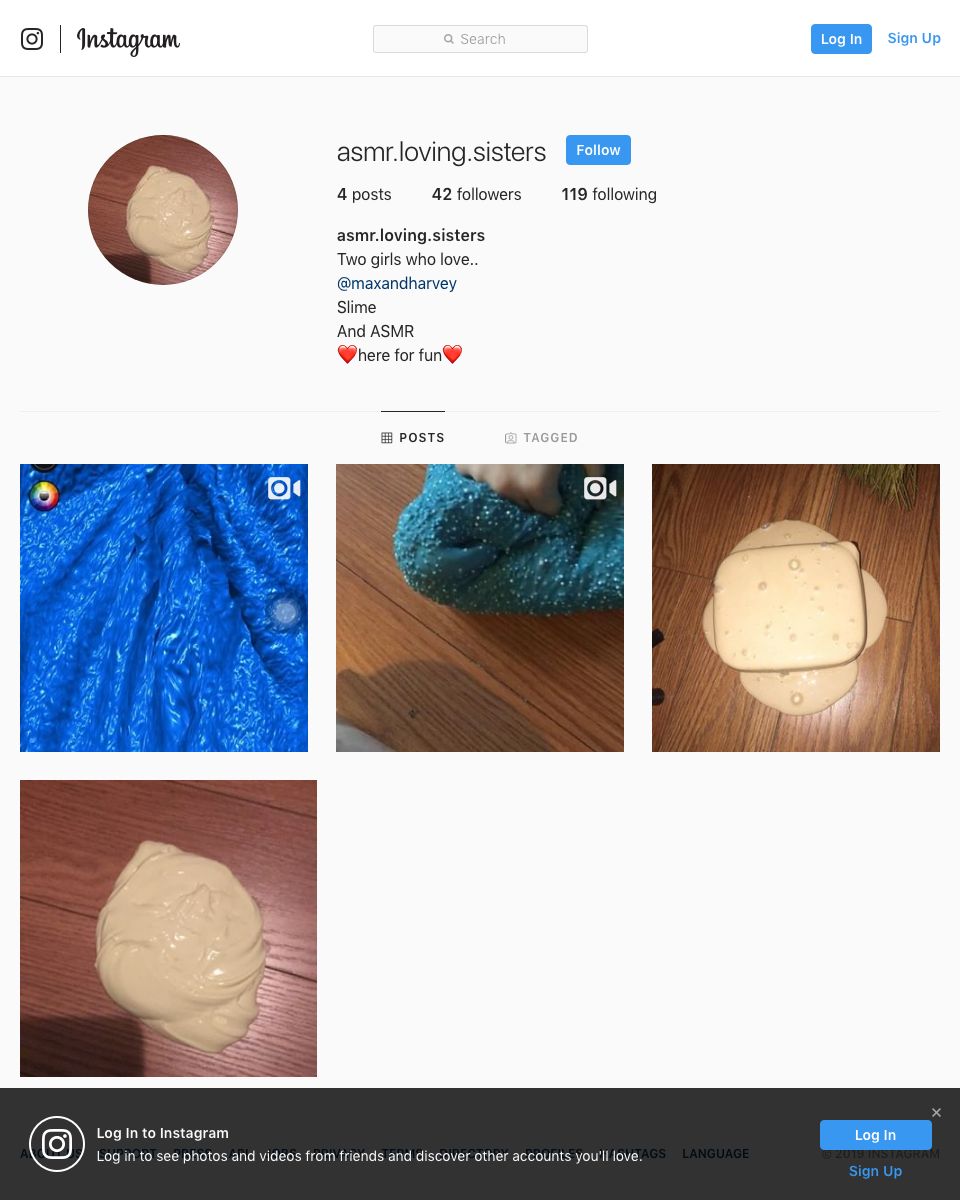 Instagram
Search
Log In
Sign Up
asmr.loving.sisters
Follow
4 posts
42 followers
119 following
asmr.loving.sisters
Two girls who love..
@maxandharvey
Slime
And ASMR
❤️here for fun❤️
POSTS
TAGGED
Log In to Instagram
Log in to see photos and videos from friends and discover other accounts you'll love.
LANGUAGE
© 2019 INSTAGRAM
Log In
Sign Up